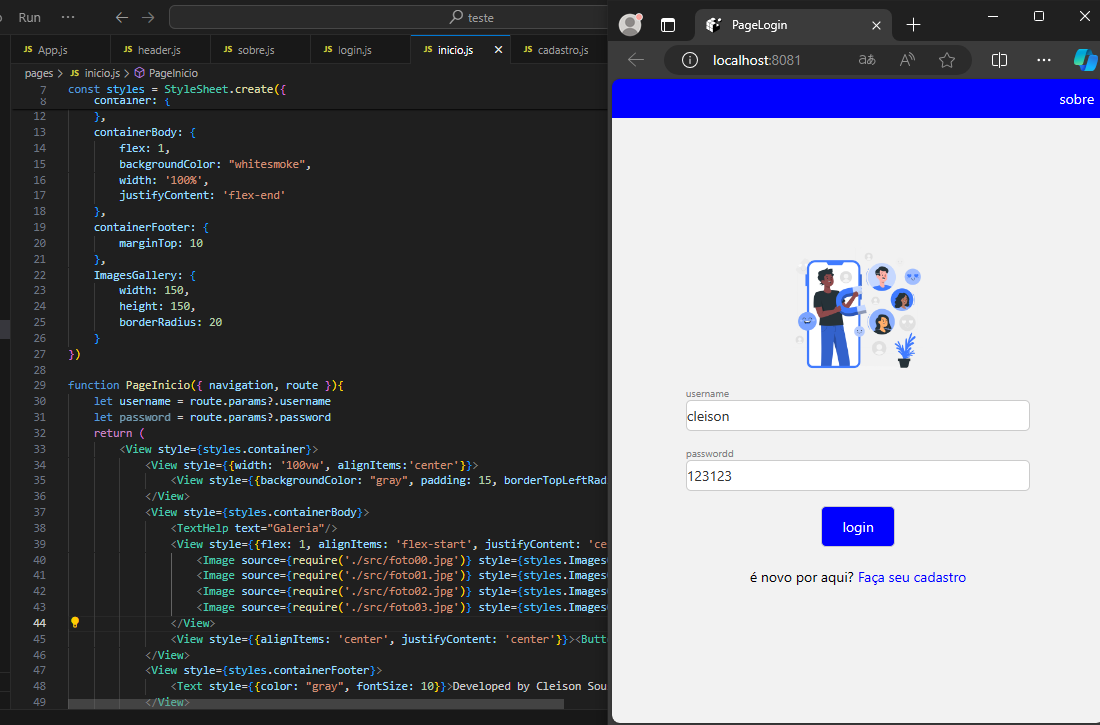 Run ··· teste
JS App.js JS header.js JS sobre.js JS login.js JS inicio.js JS cadastro.js
pages > JS inicio.js > PageInicio
7 const styles = StyleSheet.create({
8 container: {
12 },
13 containerBody: {
14 flex: 1,
15 backgroundColor: "whitesmoke",
16 width: '100%',
17 justifyContent: 'flex-end'
18 },
19 containerFooter: {
20 marginTop: 10
21 },
22 ImagesGallery: {
23 width: 150,
24 height: 150,
25 borderRadius: 20
26 }
27 })
28
29 function PageInicio({ navigation, route }){
30 let username = route.params?.username
31 let password = route.params?.password
32 return (
33 <View style={styles.container}>
34 <View style={{width: '100vw', alignItems:'center'}}>
35 <View style={{backgroundColor: "gray", padding: 15, borderTopLeftRad
36 </View>
37 <View style={styles.containerBody}>
38 <TextHelp text="Galeria"/>
39 <View style={{flex: 1, alignItems: 'flex-start', justifyContent: 'ce
40 <Image source={require('./src/foto00.jpg')} style={styles.Images
41 <Image source={require('./src/foto01.jpg')} style={styles.Images
42 <Image source={require('./src/foto02.jpg')} style={styles.Images
43 <Image source={require('./src/foto03.jpg')} style={styles.Images
44 </View>
45 <View style={{alignItems: 'center', justifyContent: 'center'}}><Butt
46 </View>
47 <View style={styles.containerFooter}>
48 <Text style={{color: "gray", fontSize: 10}}>Developed by Cleison Sou
49 </View>
PageLogin
localhost:8081
sobre
username
cleison
passwordd
123123
login
é novo por aqui? Faça seu cadastro